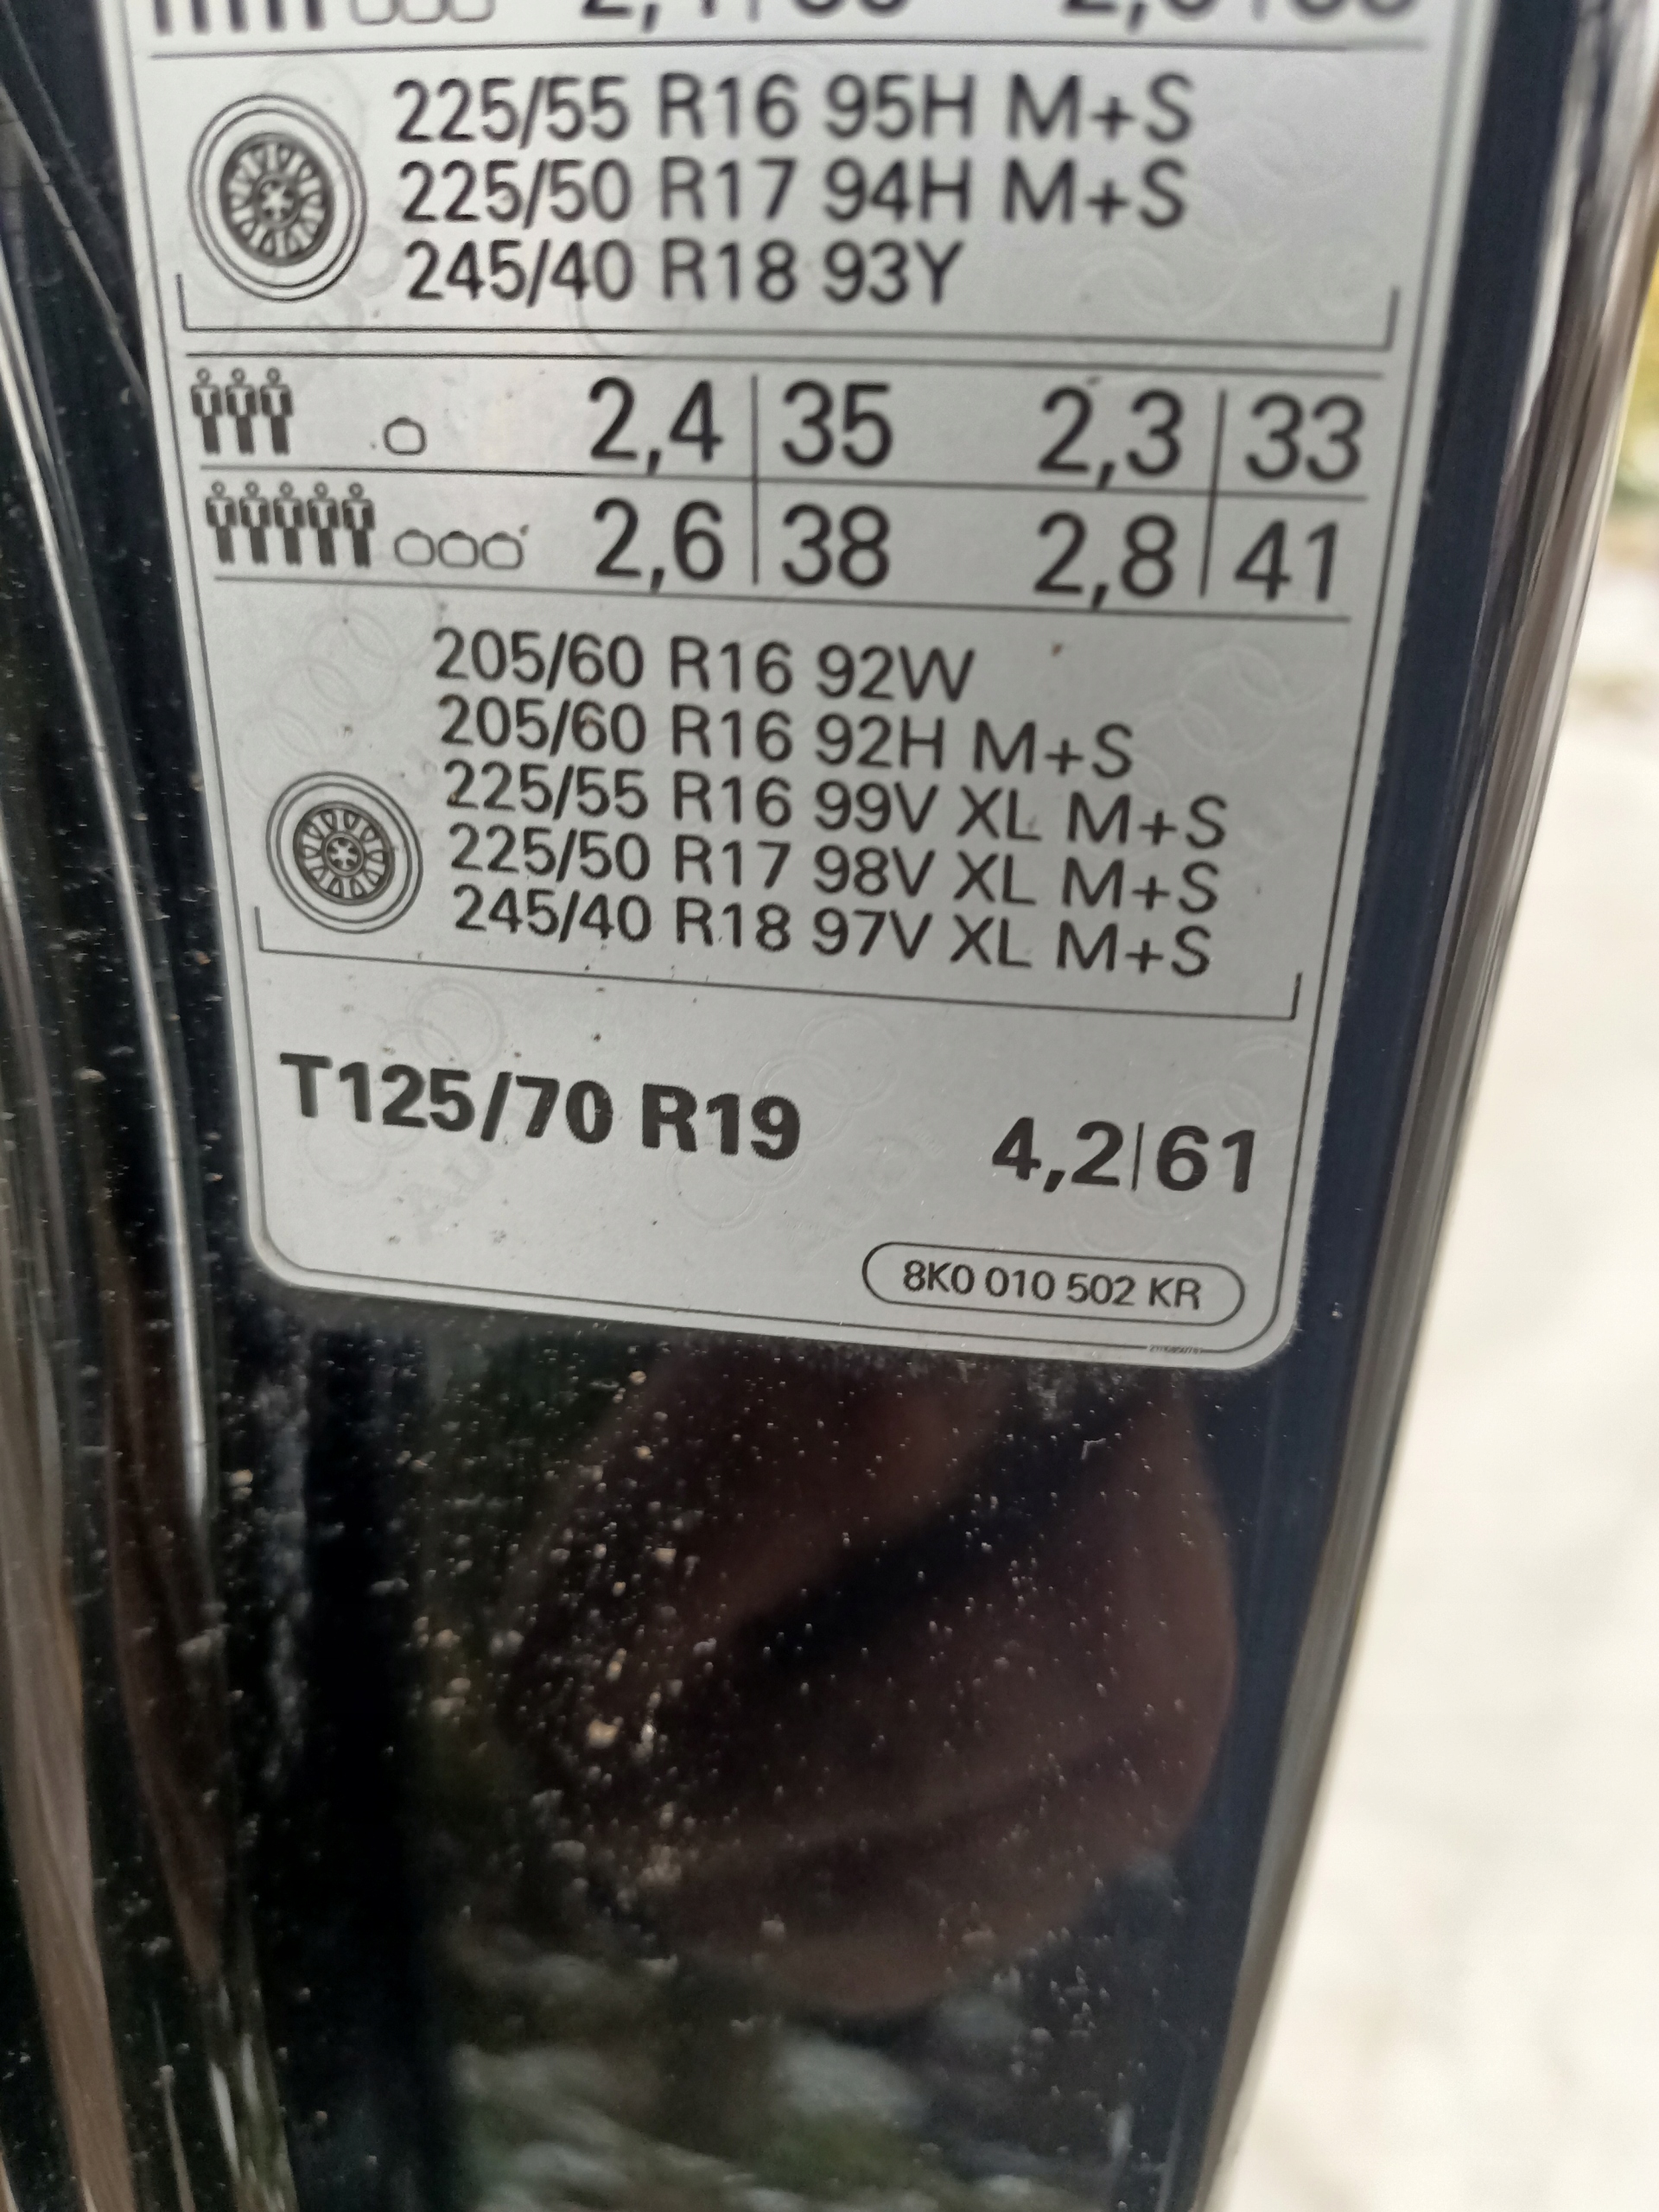 225/55 R16 95H M+S
225/50 R17 94H M+S
245/40 R18 93Y
2,4 | 35 2,3 | 33
2,6 | 38 2,8 | 41
205/60 R16 92W
205/60 R16 92H M+S
225/55 R16 99V XL M+S
225/50 R17 98V XL M+S
245/40 R18 97V XL M+S
T125/70 R19 4,2|61
8K0 010 502 KR